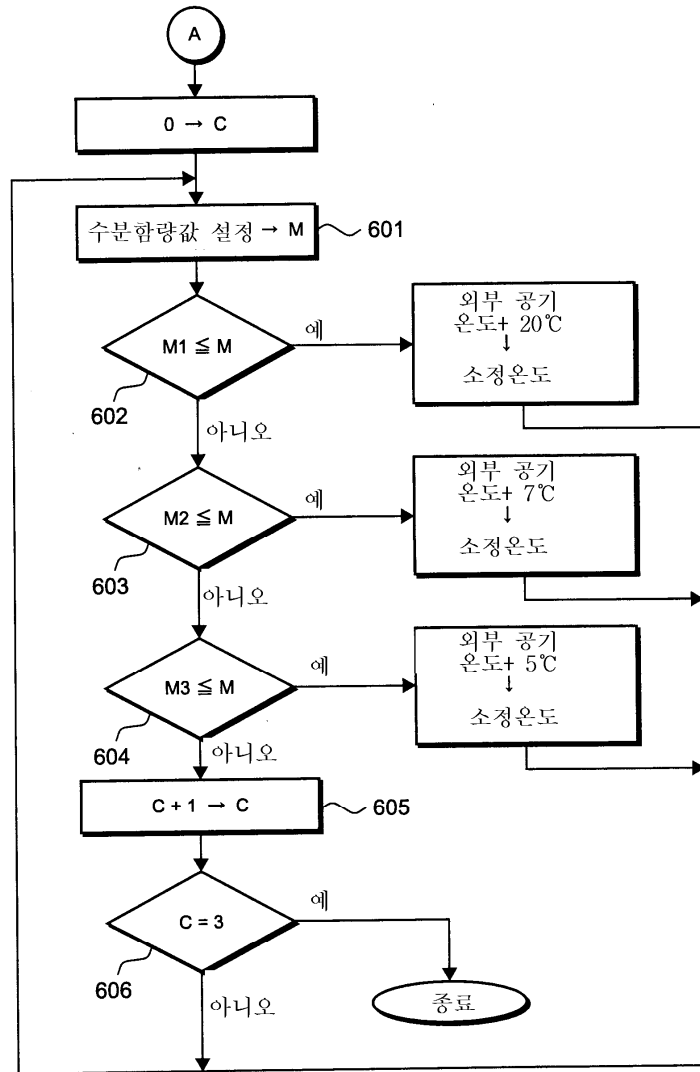 A
0 → C
수분함량값 설정 → M
601
M1 ≦ M
예
602
외부 공기
온도+ 20℃
↓
소정온도
아니오
M2 ≦ M
예
603
외부 공기
온도+ 7℃
↓
소정온도
아니오
M3 ≦ M
예
604
외부 공기
온도+ 5℃
↓
소정온도
아니오
C + 1 → C
605
C = 3
예
606
종료
아니오